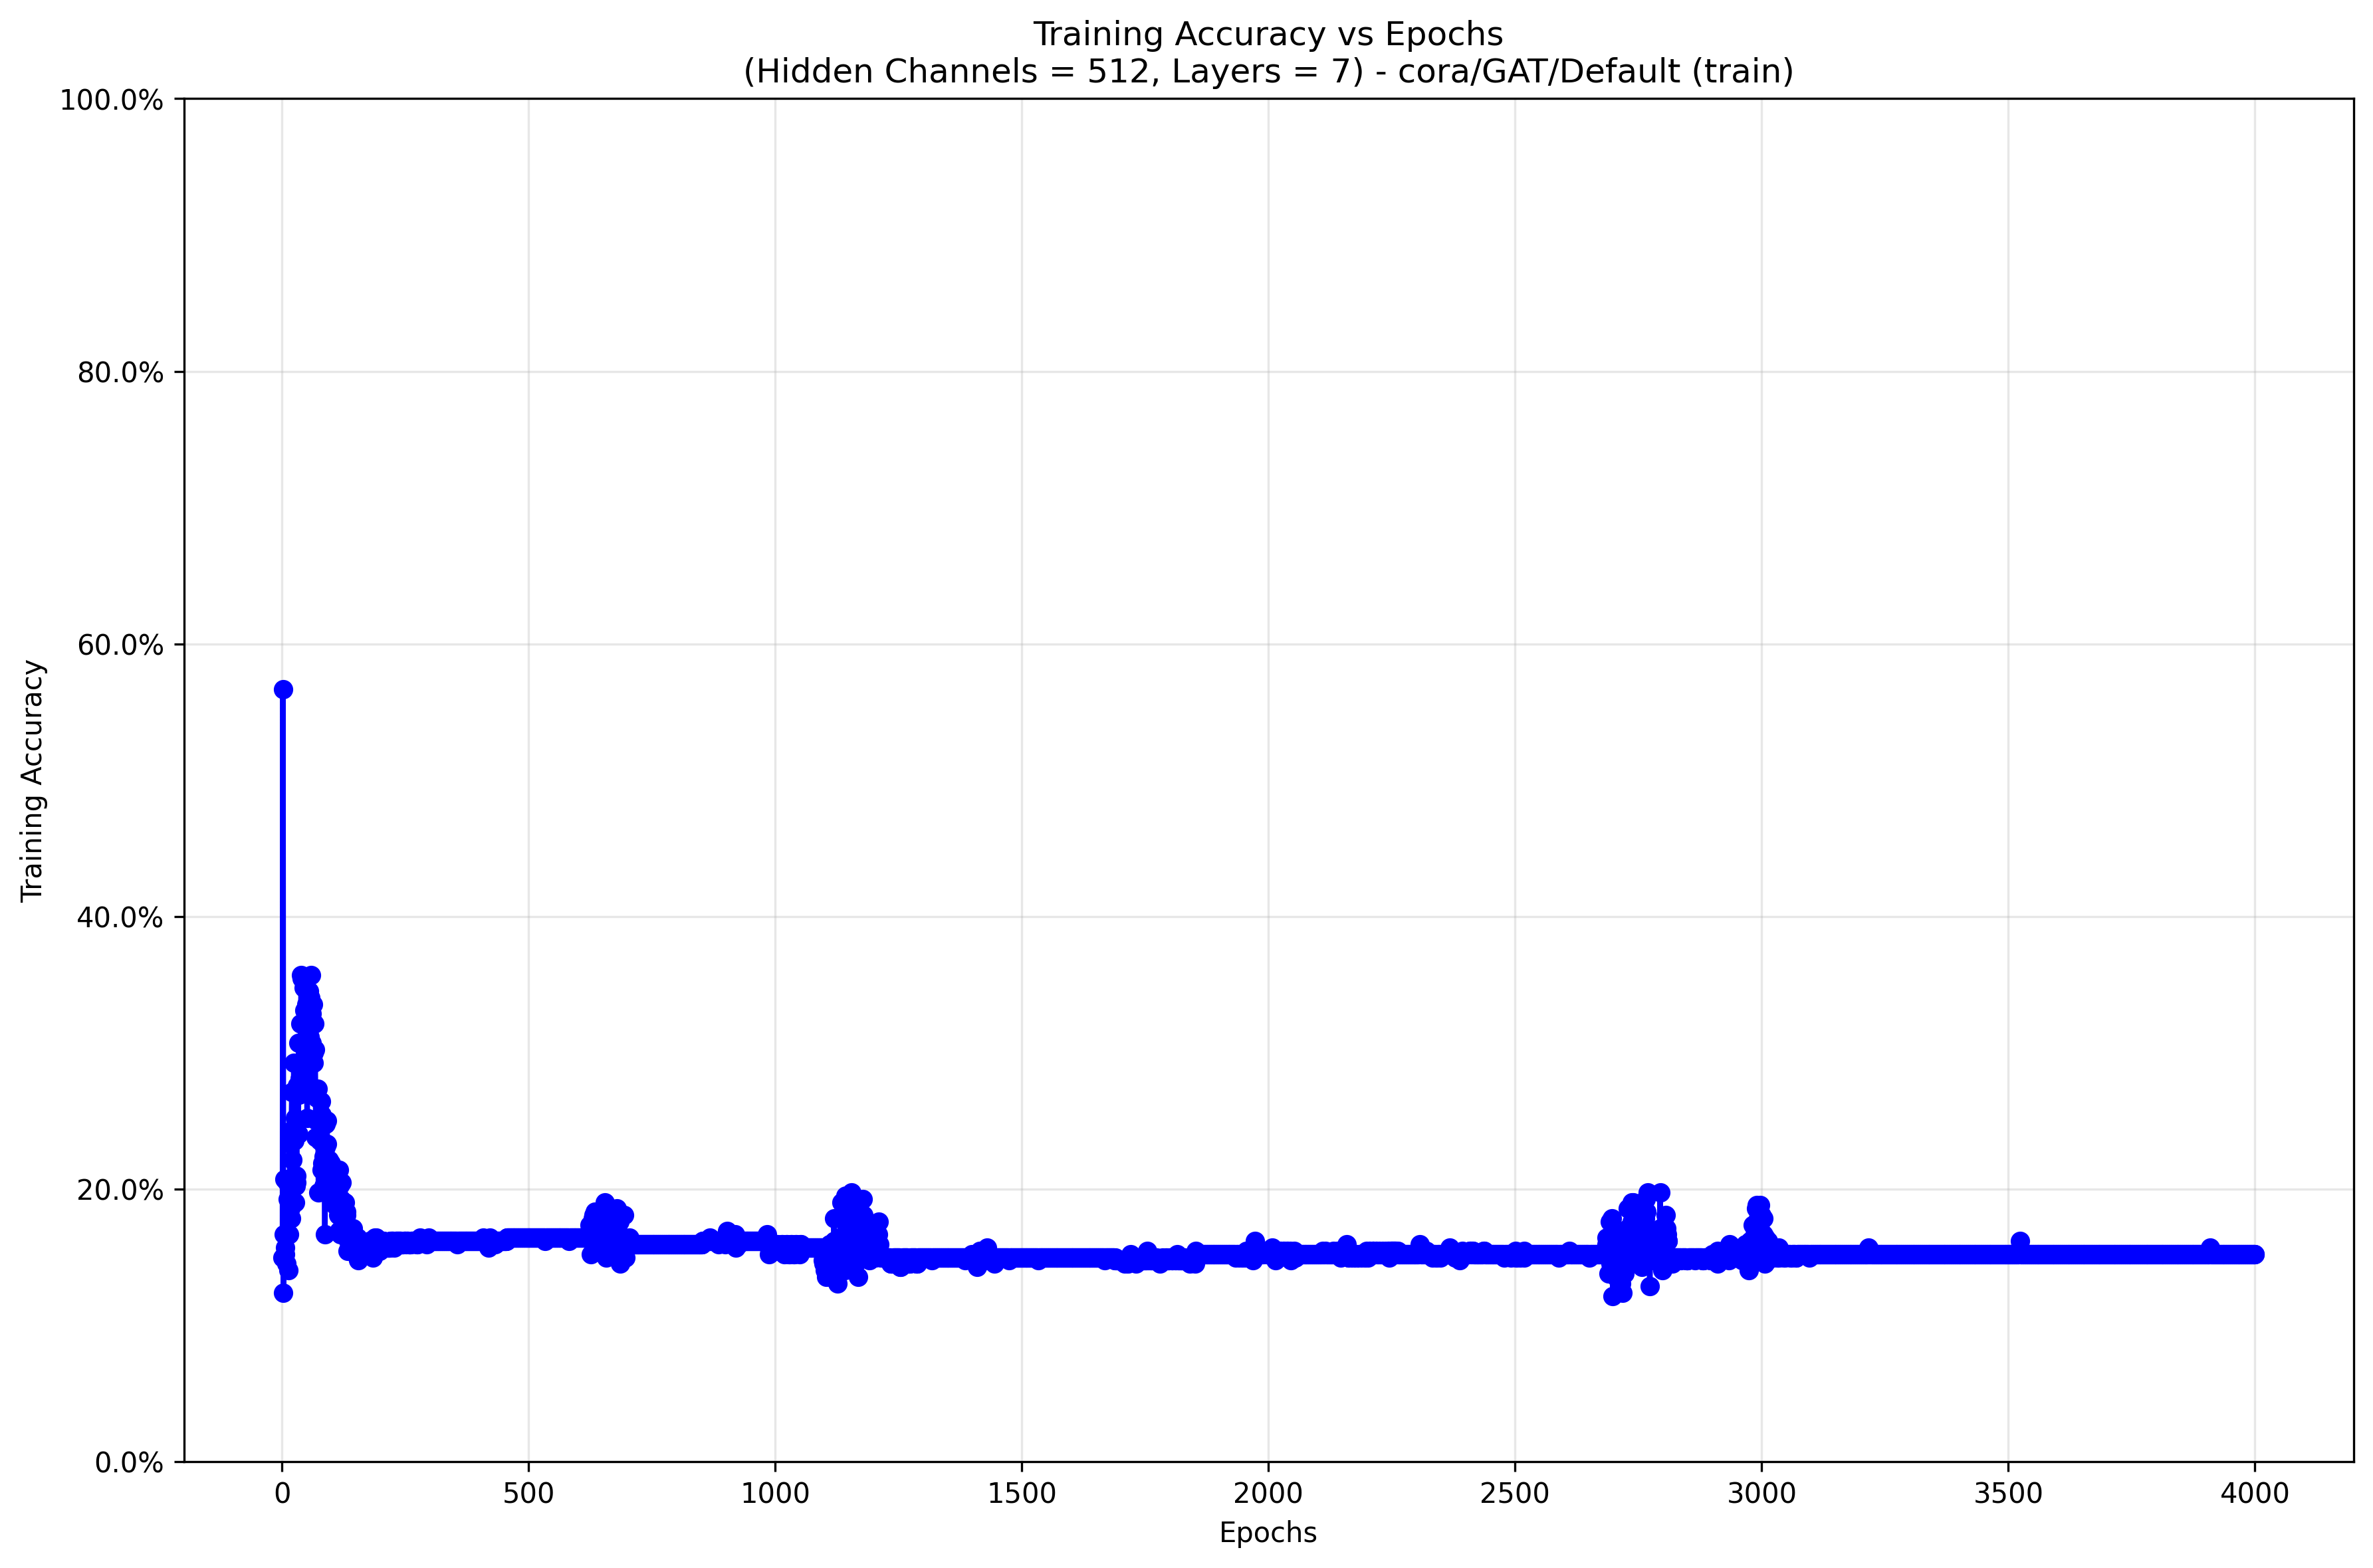 Training Accuracy vs Epochs
(Hidden Channels = 512, Layers = 7) - cora/GAT/Default (train)
100.0%
80.0%
60.0%
40.0%
20.0%
0.0%
Training Accuracy
0 500 1000 1500 2000 2500 3000 3500 4000
Epochs